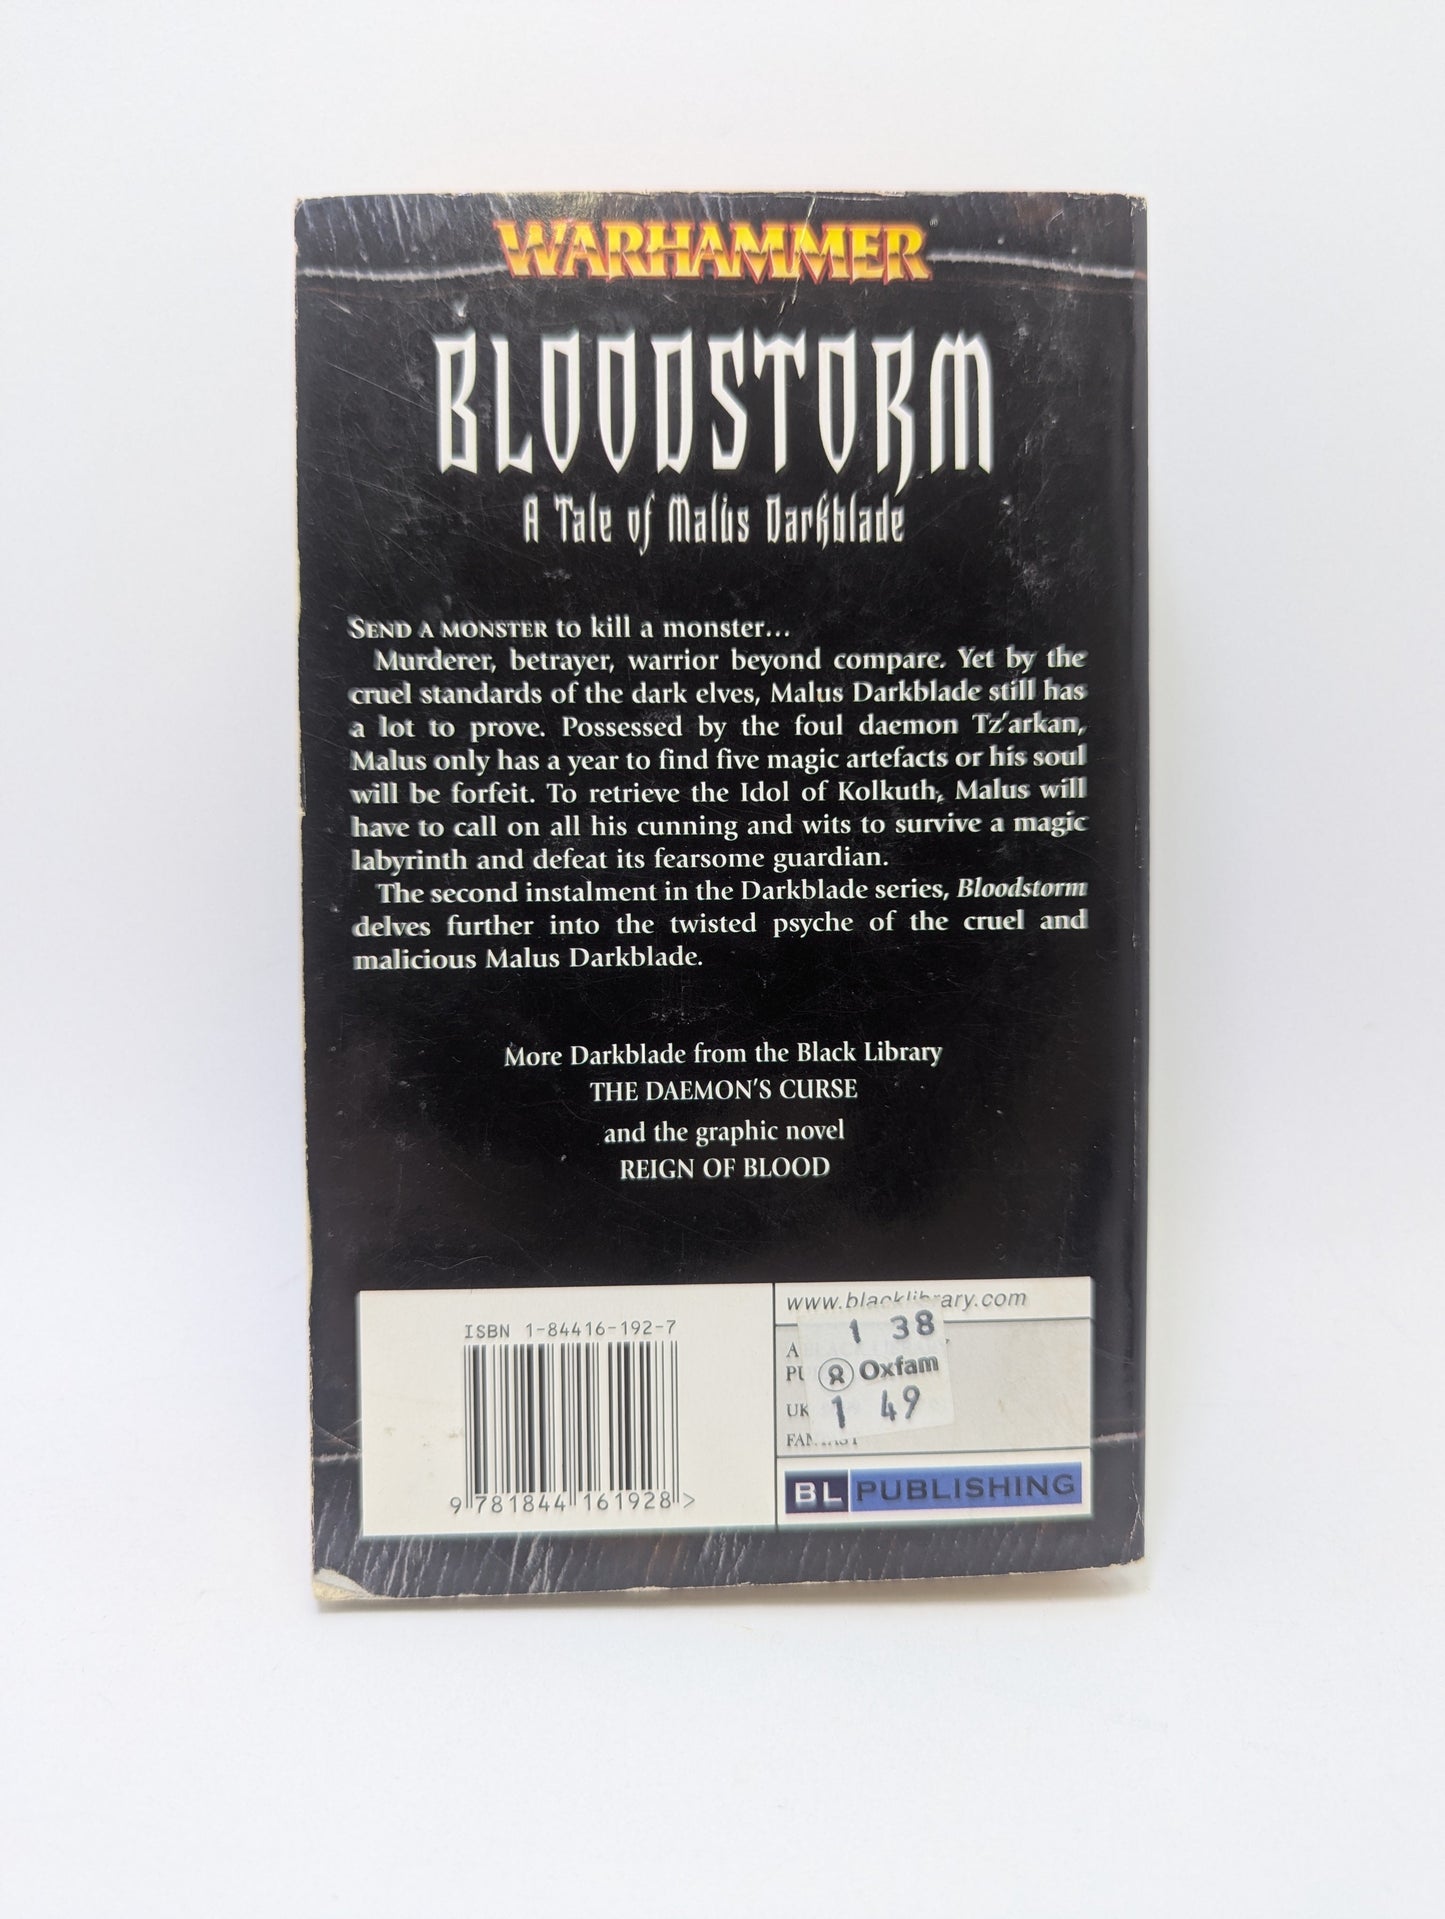 WARHAMMER®
BLOODSTORM
A Tale of Malus Darkblade
SEND A MONSTER to kill a monster...
Murderer, betrayer, warrior beyond compare. Yet by the
cruel standards of the dark elves, Malus Darkblade still has
a lot to prove. Possessed by the foul daemon Tz'arkan,
Malus only has a year to find five magic artefacts or his soul
will be forfeit. To retrieve the Idol of Kolkuth, Malus will
have to call on all his cunning and wits to survive a magic
labyrinth and defeat its fearsome guardian.
The second instalment in the Darkblade series, Bloodstorm
delves further into the twisted psyche of the cruel and
malicious Malus Darkblade.
More Darkblade from the Black Library
THE DAEMON'S CURSE
and the graphic novel
REIGN OF BLOOD
ISBN 1-84416-192-7
9 781844 161928 >
www.blacklibrary.com
1 38
Oxfam
1 49
A
PU
UK
FANTASY
BL PUBLISHING